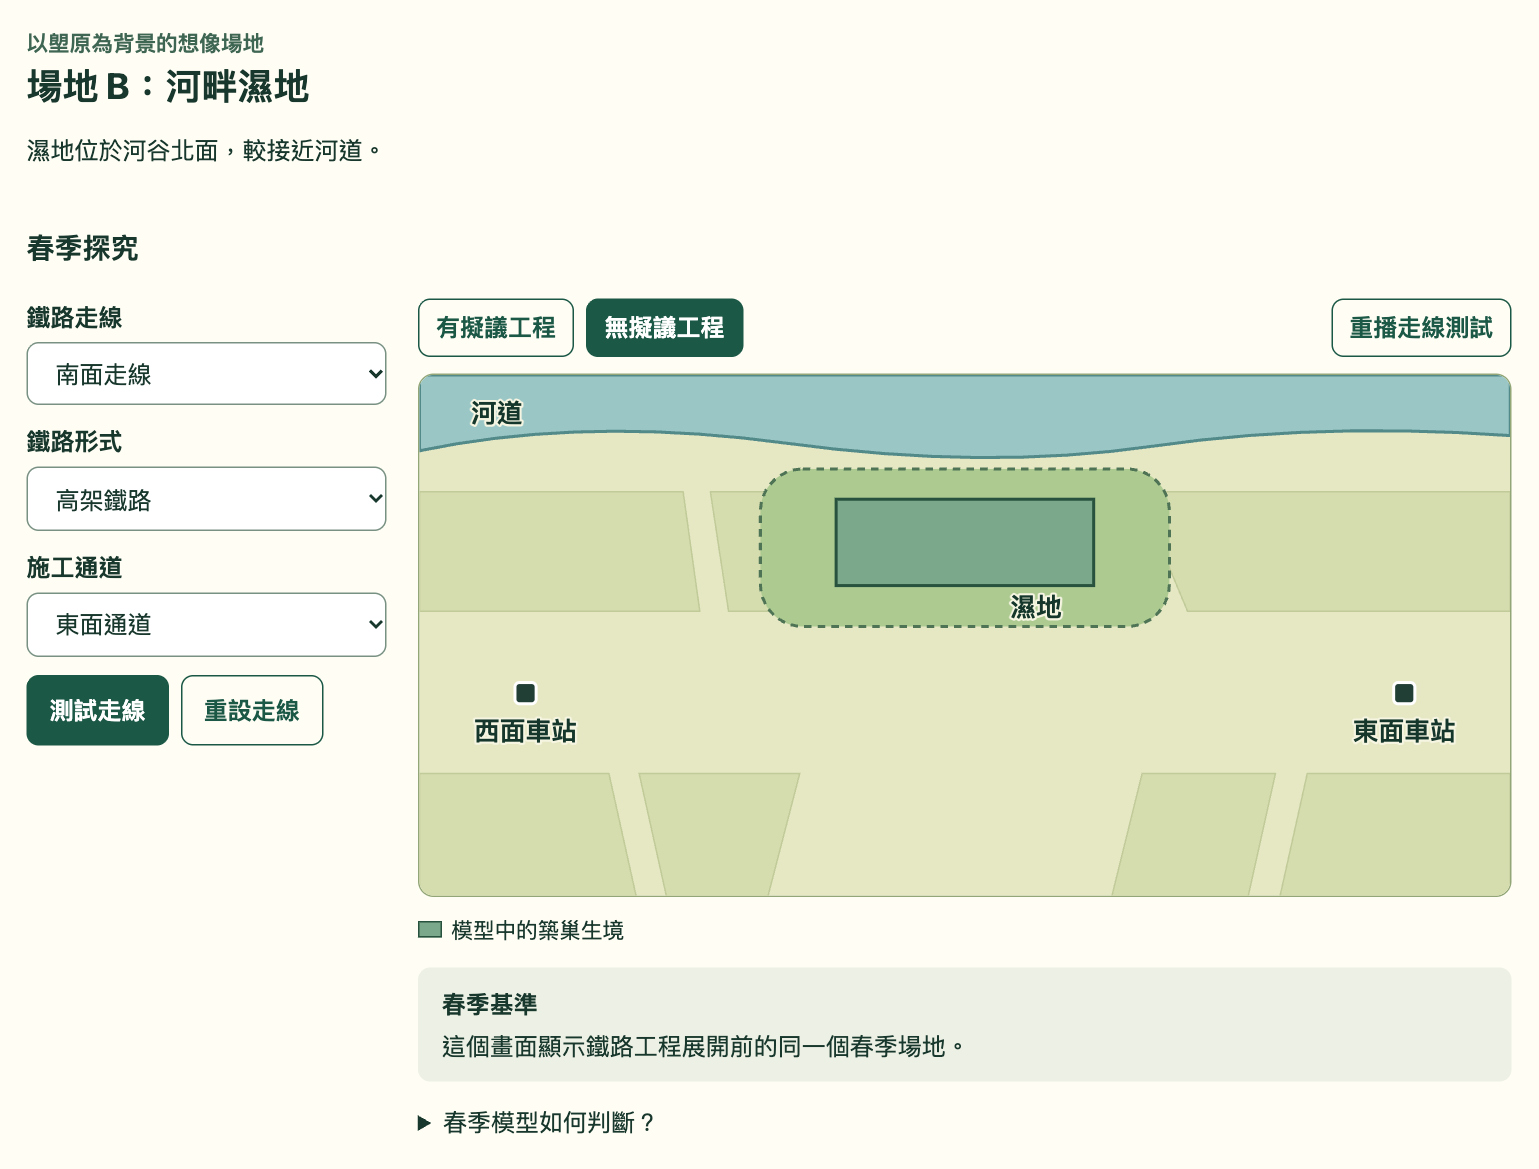 以塱原為背景的想像場地
場地 B：河畔濕地
濕地位於河谷北面，較接近河道。
春季探究
鐵路走線
南面走線
鐵路形式
高架鐵路
施工通道
東面通道
測試走線
重設走線
有擬議工程
無擬議工程
重播走線測試
河道
濕地
西面車站
東面車站
模型中的築巢生境
春季基準
這個畫面顯示鐵路工程展開前的同一個春季場地。
春季模型如何判斷？